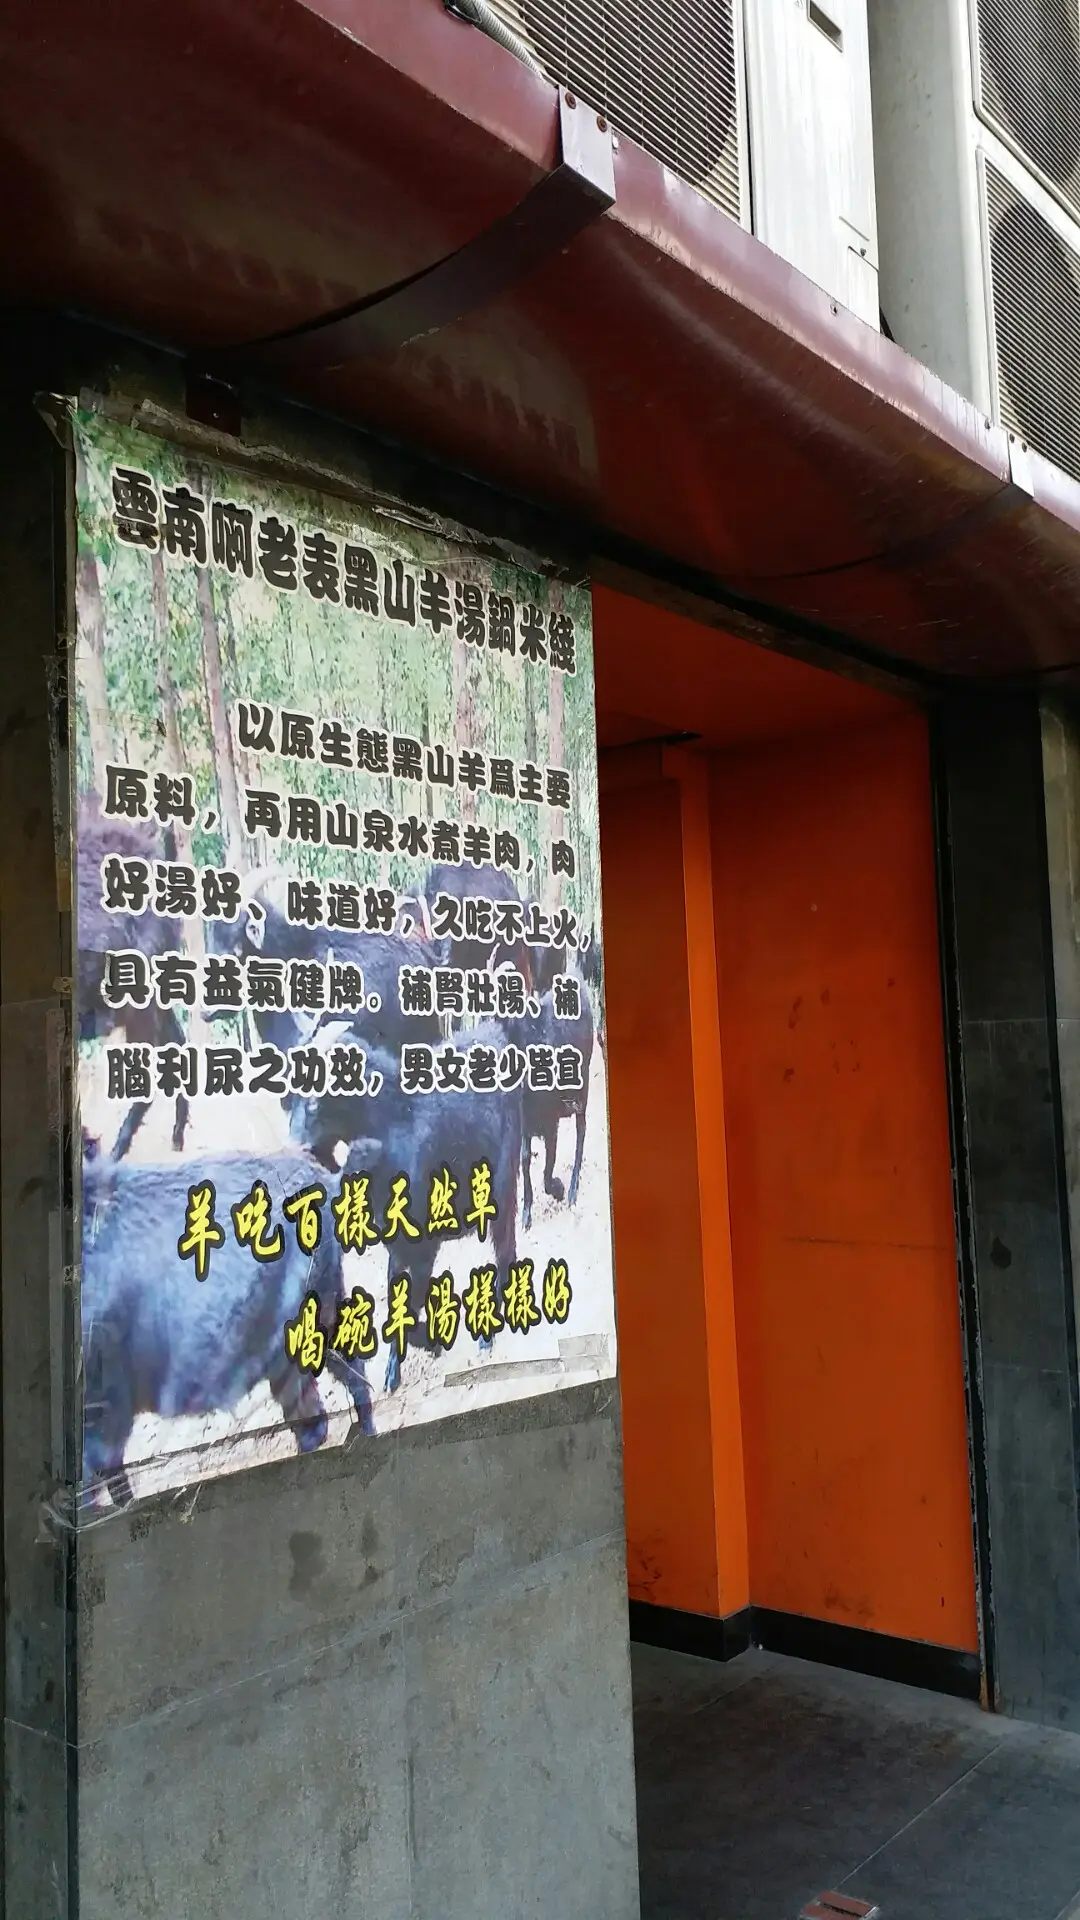 雲南啊老表黑山羊湯鍋米綫
以原生態黑山羊爲主要
原料，再用山泉水煮羊肉，肉
好湯好、味道好，久吃不上火，
具有益氣健牌。補腎壯陽、補
腦利尿之功效，男女老少皆宜
羊吃百樣天然草
喝碗羊湯樣樣好